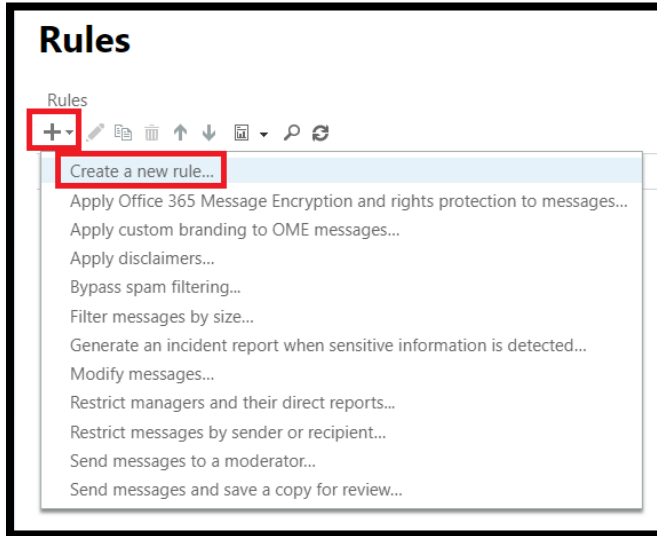 Rules
Rules
Create a new rule...
Apply Office 365 Message Encryption and rights protection to messages...
Apply custom branding to OME messages...
Apply disclaimers...
Bypass spam filtering...
Filter messages by size...
Generate an incident report when sensitive information is detected...
Modify messages...
Restrict managers and their direct reports...
Restrict messages by sender or recipient...
Send messages to a moderator...
Send messages and save a copy for review...